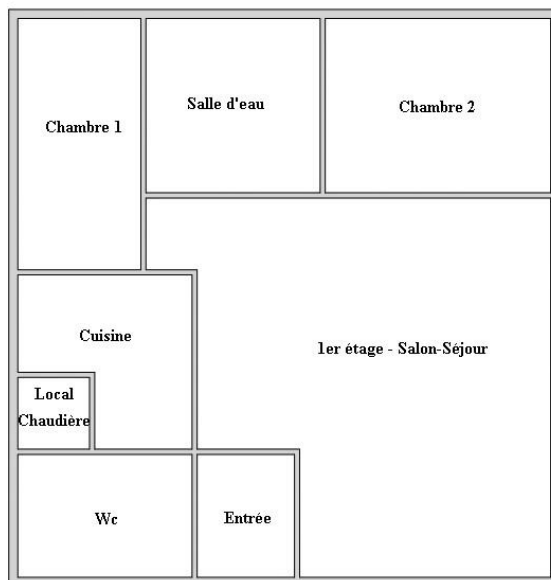 Salle d'eau
Chambre 2
Chambre 1
Cuisine
1er étage - Salon-Séjour
Local
Chaudière
Wc
Entrée